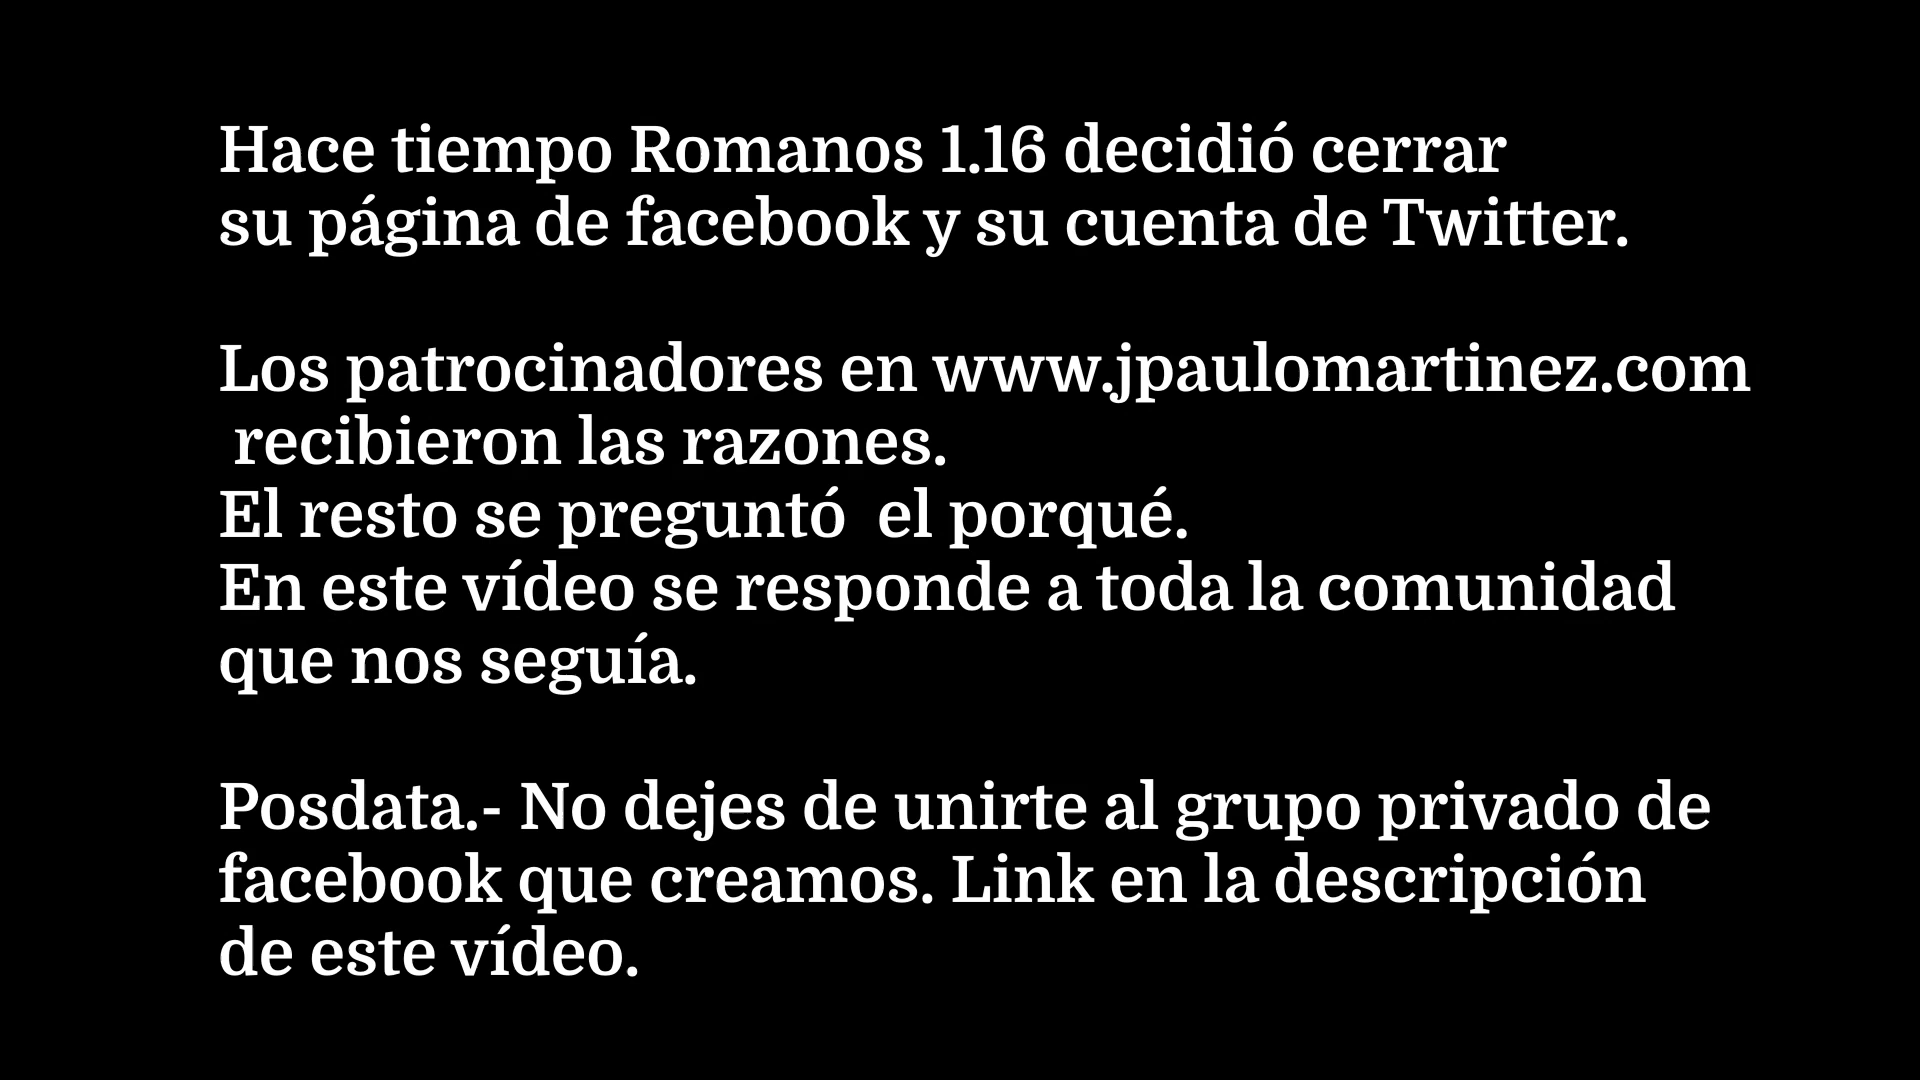 Hace tiempo Romanos 1.16 decidió cerrar
su página de facebook y su cuenta de Twitter.
Los patrocinadores en www.jpaulomartinez.com
recibieron las razones.
El resto se preguntó el porqué.
En este vídeo se responde a toda la comunidad
que nos seguía.
Posdata.- No dejes de unirte al grupo privado de
facebook que creamos. Link en la descripción
de este vídeo.